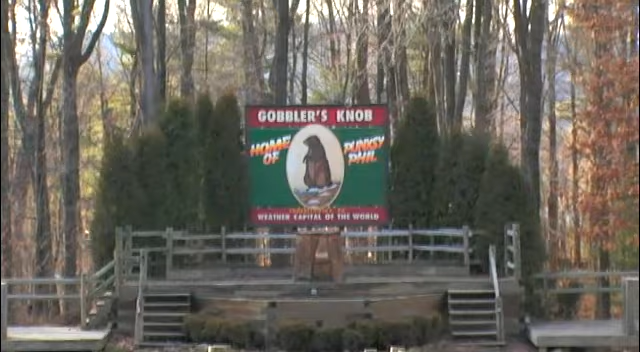 GOBBLER'S KNOB
HOME OF
PUNXSY PHIL
WEATHER CAPITAL OF THE WORLD